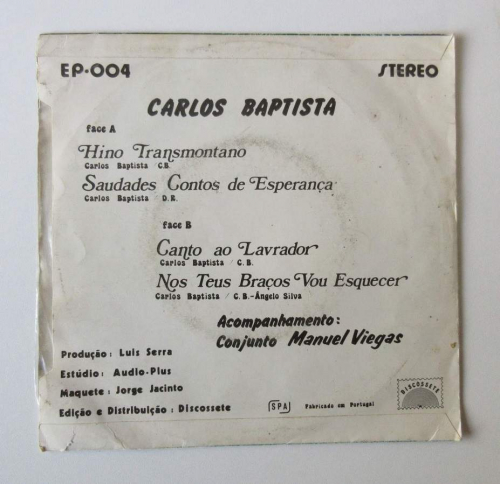 EP-004 STEREO
CARLOS BAPTISTA
face A
Hino Transmontano
Carlos Baptista / C.B.
Saudades Contos de Esperança
Carlos Baptista / D.R.
face B
Canto ao Lavrador
Carlos Baptista / C.B.
Nos Teus Braços Vou Esquecer
Carlos Baptista / C.B.-Ângelo Silva
Acompanhamento:
Conjunto Manuel Viegas
Produção: Luis Serra
Estúdio: Audio-Plus
Maquete: Jorge Jacinto
Edição e Distribuição: Discossete
SPA Fabricado em Portugal
DISCOSSETE